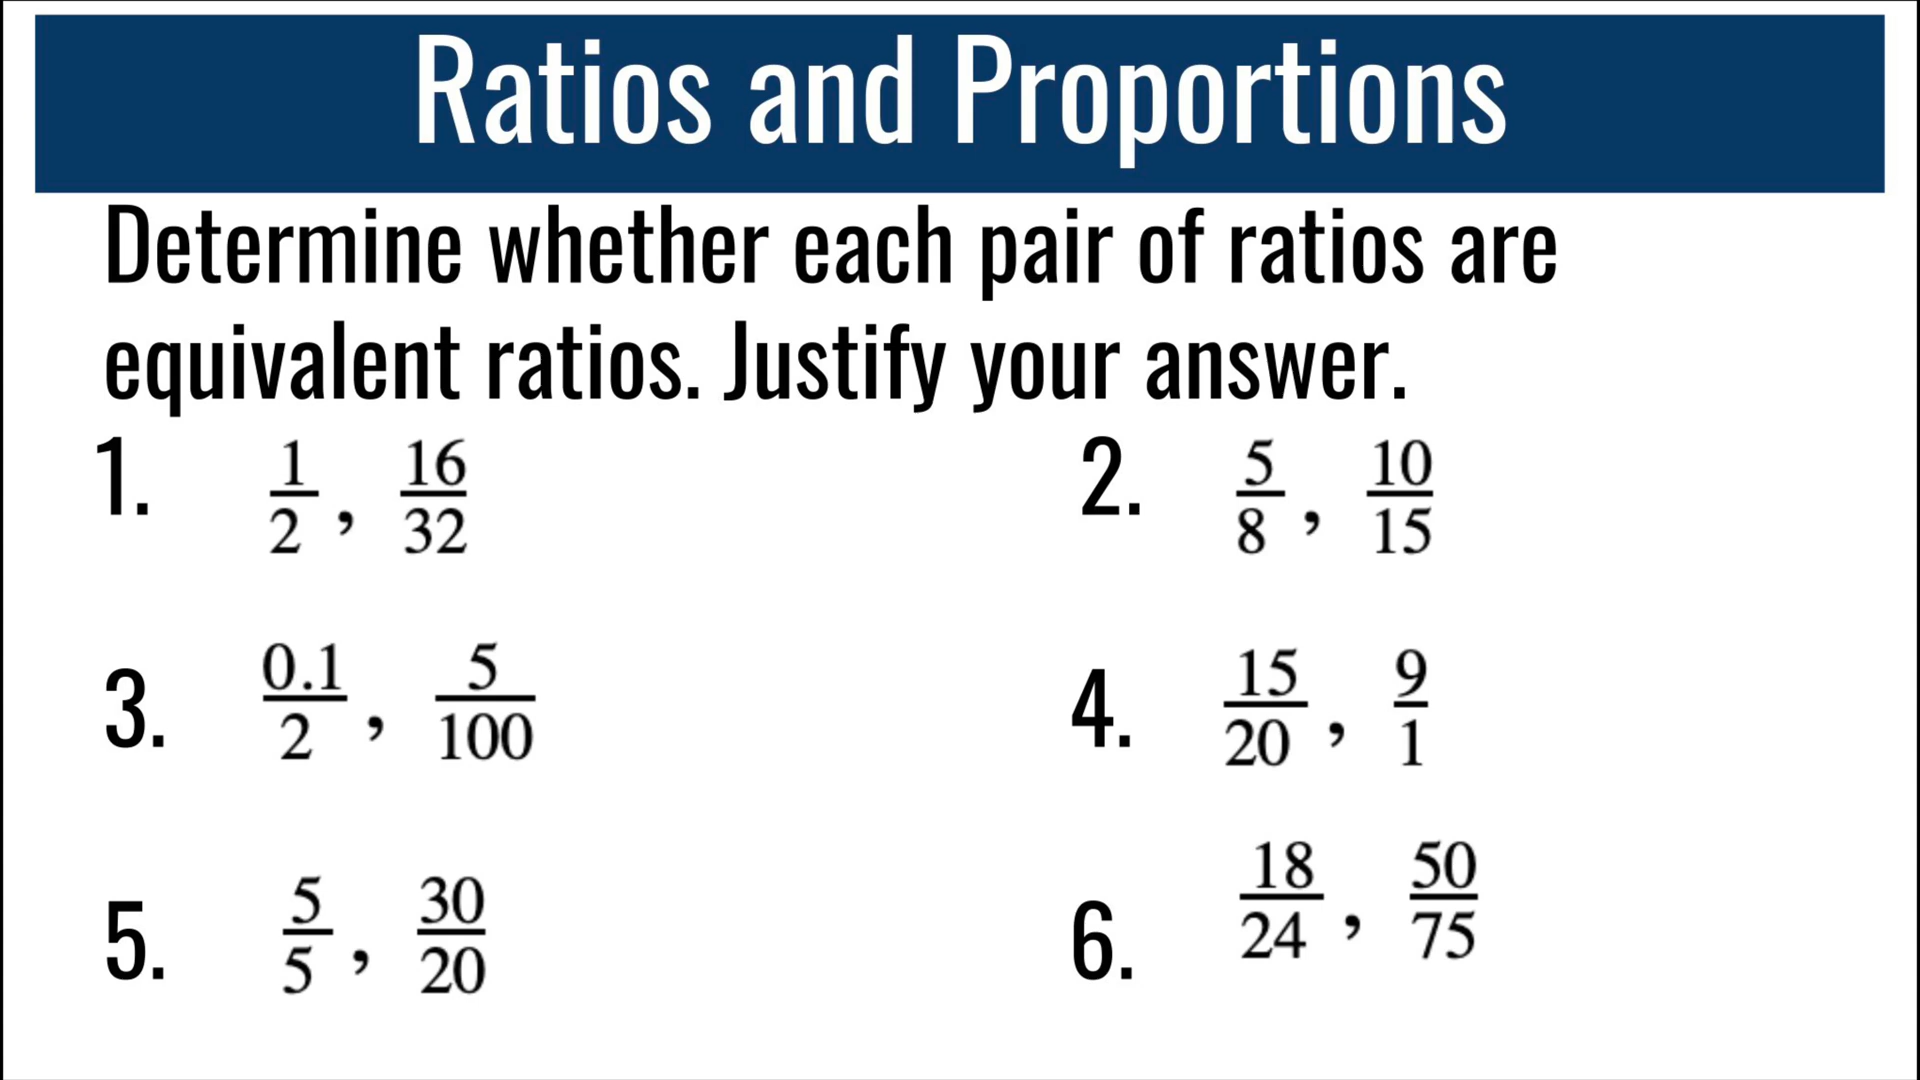 Ratios and Proportions
Determine whether each pair of ratios are
equivalent ratios. Justify your answer.
1. 1/2 , 16/32
2. 5/8 , 10/15
3. 0.1/2 , 5/100
4. 15/20 , 9/1
5. 5/5 , 30/20
6. 18/24 , 50/75